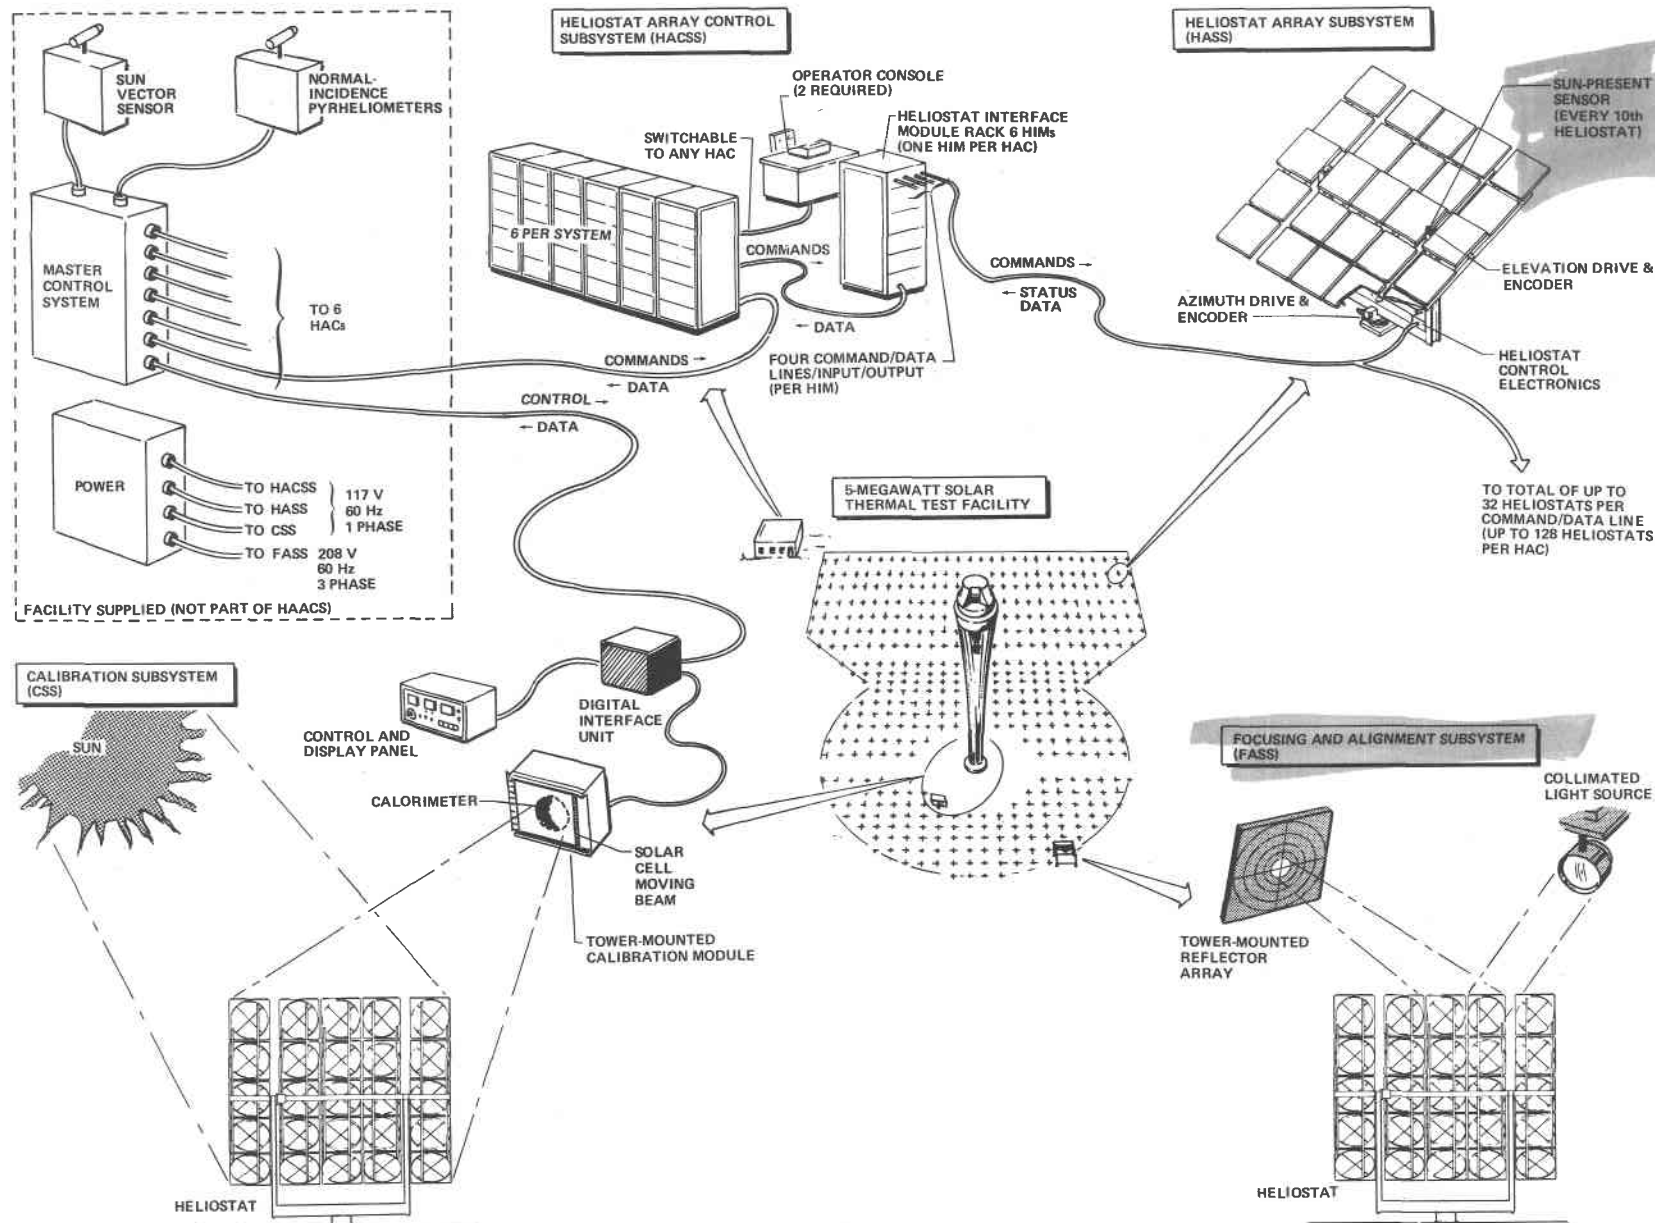 HELIOSTAT ARRAY CONTROL
SUBSYSTEM (HACSS)
HELIOSTAT ARRAY SUBSYSTEM
(HASS)
SUN
VECTOR
SENSOR
NORMAL-
INCIDENCE
PYRHELIOMETERS
OPERATOR CONSOLE
(2 REQUIRED)
HELIOSTAT INTERFACE
MODULE RACK 6 HIMs
(ONE HIM PER HAC)
SWITCHABLE
TO ANY HAC
SUN-PRESENT
SENSOR
(EVERY 10th
HELIOSTAT)
6 PER SYSTEM
COMMANDS
← DATA
COMMANDS →
← STATUS
DATA
ELEVATION DRIVE &
ENCODER
AZIMUTH DRIVE &
ENCODER
MASTER
CONTROL
SYSTEM
TO 6
HACs
COMMANDS →
← DATA
FOUR COMMAND/DATA
LINES/INPUT/OUTPUT
(PER HIM)
HELIOSTAT
CONTROL
ELECTRONICS
CONTROL →
← DATA
POWER
TO HACSS
TO HASS
TO CSS
117 V
60 Hz
1 PHASE
TO FASS 208 V
60 Hz
3 PHASE
FACILITY SUPPLIED (NOT PART OF HAACS)
5-MEGAWATT SOLAR
THERMAL TEST FACILITY
TO TOTAL OF UP TO
32 HELIOSTATS PER
COMMAND/DATA LINE
(UP TO 128 HELIOSTATS
PER HAC)
CALIBRATION SUBSYSTEM
(CSS)
SUN
CONTROL AND
DISPLAY PANEL
DIGITAL
INTERFACE
UNIT
CALORIMETER
SOLAR
CELL
MOVING
BEAM
TOWER-MOUNTED
CALIBRATION MODULE
HELIOSTAT
FOCUSING AND ALIGNMENT SUBSYSTEM
(FASS)
COLLIMATED
LIGHT SOURCE
TOWER-MOUNTED
REFLECTOR
ARRAY
HELIOSTAT